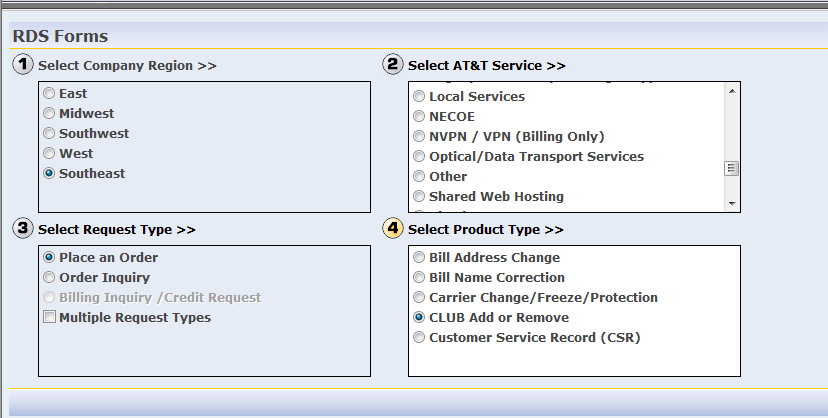 RDS Forms
1 Select Company Region >>
East
Midwest
Southwest
West
Southeast
2 Select AT&T Service >>
Local Services
NECOE
NVPN / VPN (Billing Only)
Optical/Data Transport Services
Other
Shared Web Hosting
3 Select Request Type >>
Place an Order
Order Inquiry
Billing Inquiry /Credit Request
Multiple Request Types
4 Select Product Type >>
Bill Address Change
Bill Name Correction
Carrier Change/Freeze/Protection
CLUB Add or Remove
Customer Service Record (CSR)